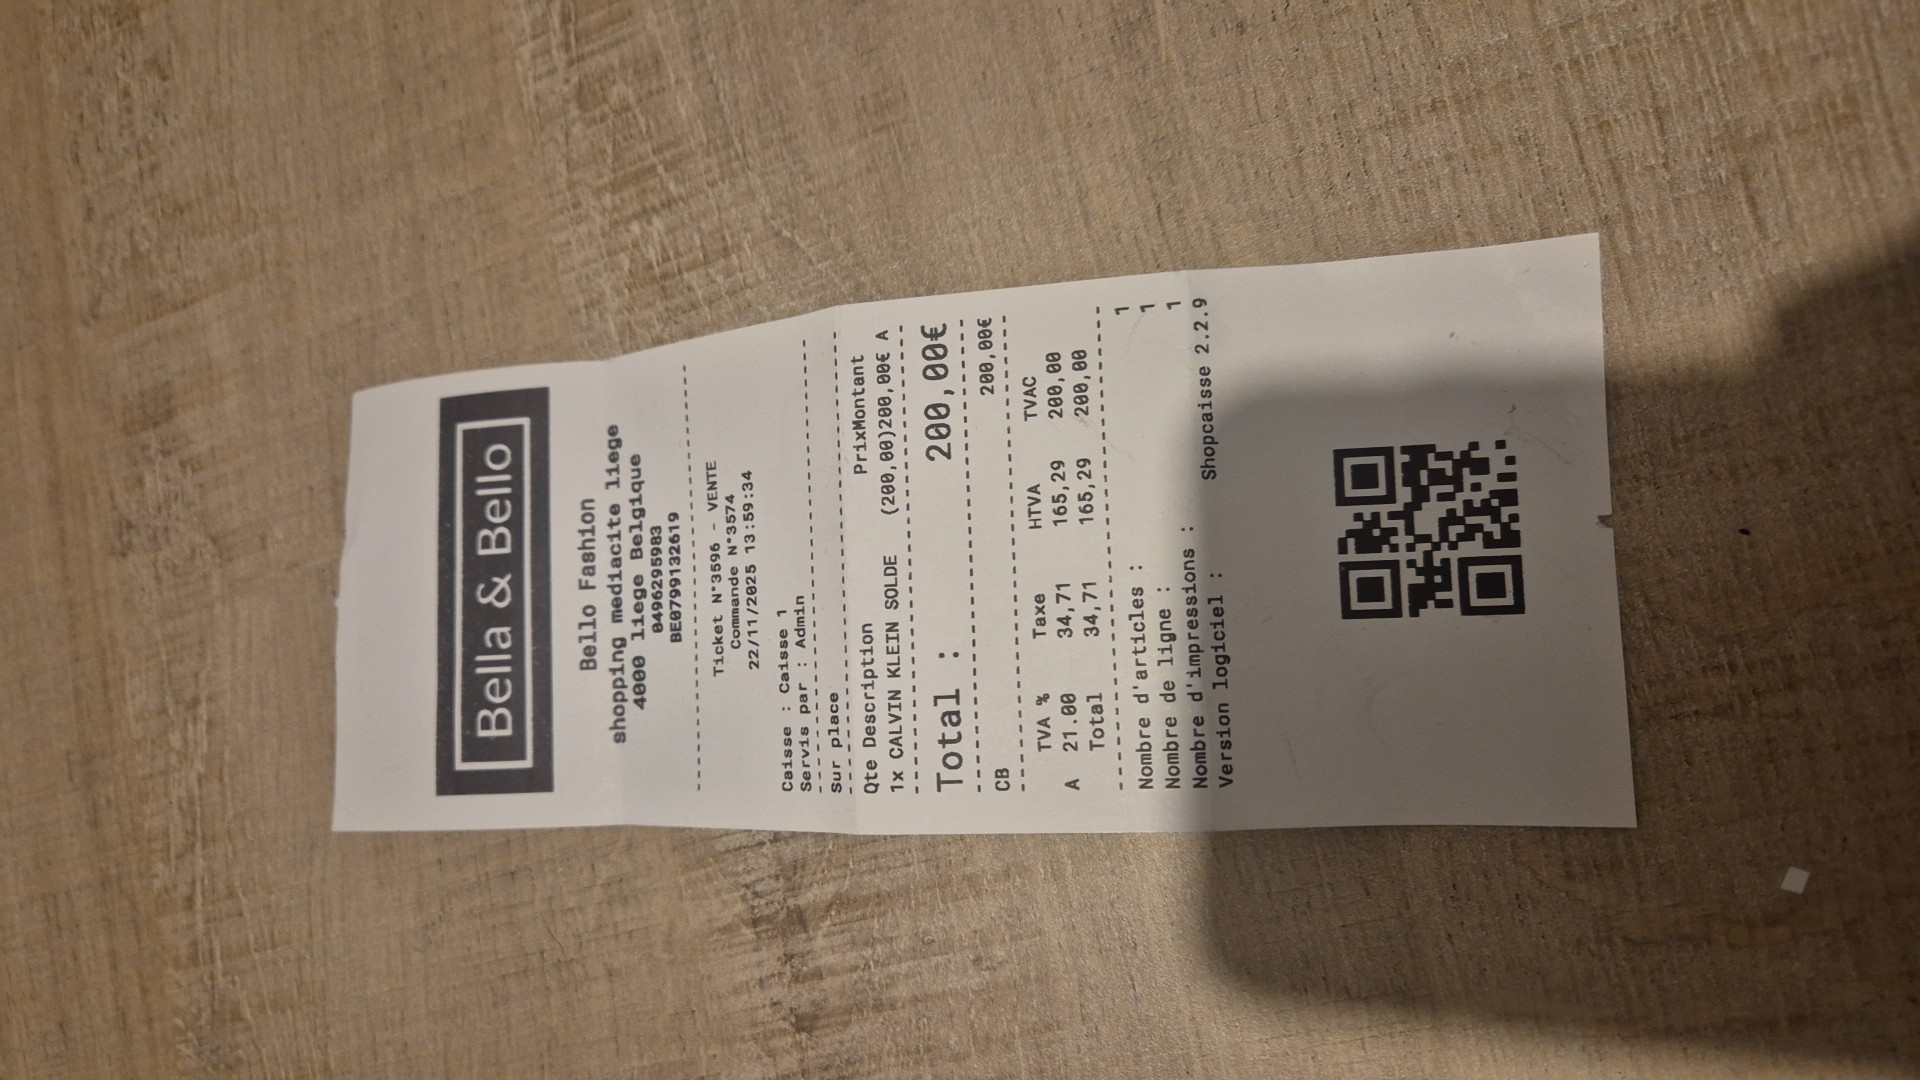 Bella & Bello
Bello Fashion
shopping mediacite liege
4000 liege Belgique
0496295983
BE0799132619
Ticket N°3596 - VENTE
Commande N°3574
22/11/2025 13:59:34
Caisse : Caisse 1
Servis par : Admin
Sur place
Qte Description PrixMontant
1x CALVIN KLEIN SOLDE (200,00)200,00€ A
Total : 200,00€
CB 200,00€
TVA % Taxe HTVA TVAC
A 21.00 34,71 165,29 200,00
Total 34,71 165,29 200,00
Nombre d'articles : 1
Nombre de ligne : 1
Nombre d'impressions : 1
Version logiciel : Shopcaisse 2.2.9